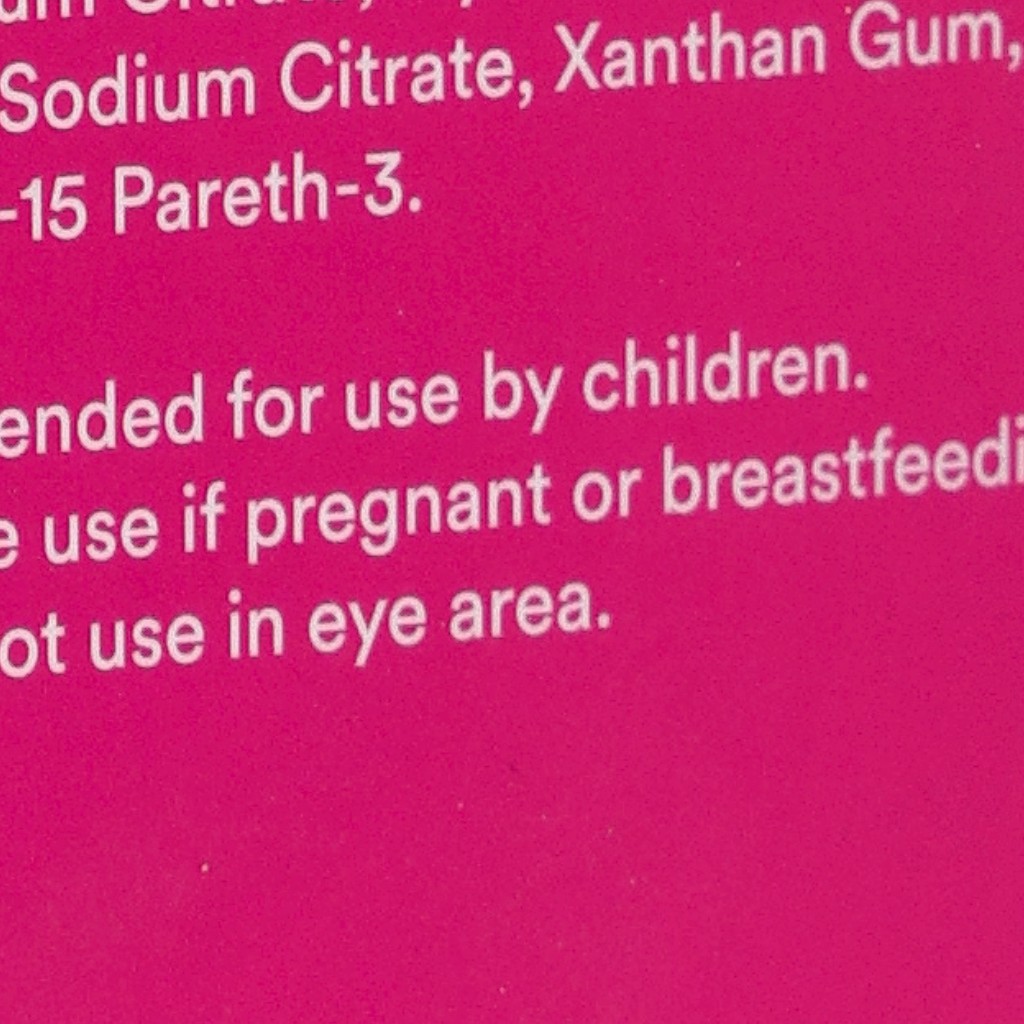 Sodium Citrate, Xanthan Gum,
-15 Pareth-3.
ended for use by children.
e use if pregnant or breastfeedi
ot use in eye area.